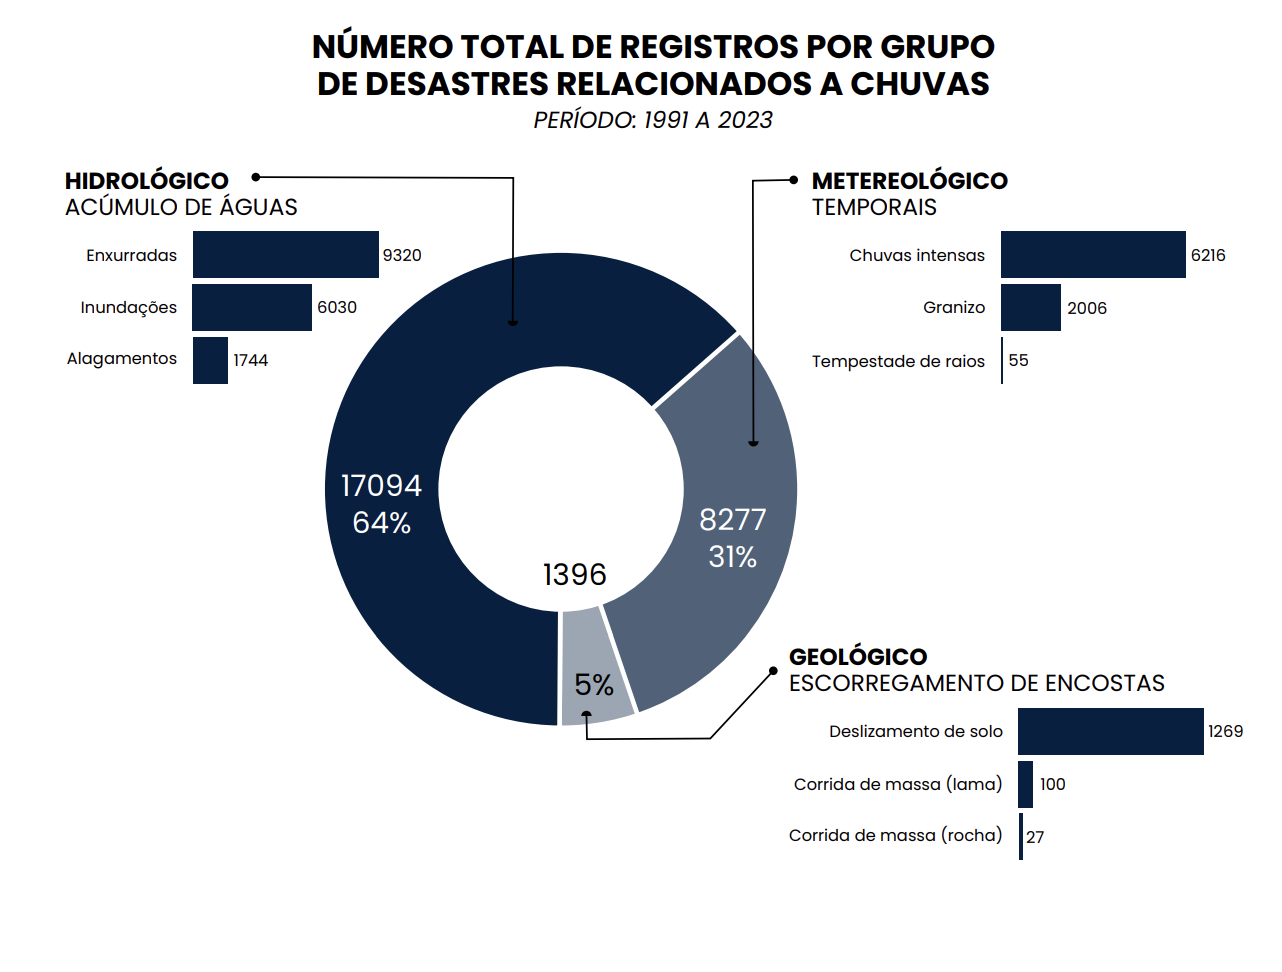 NÚMERO TOTAL DE REGISTROS POR GRUPO
DE DESASTRES RELACIONADOS A CHUVAS
PERÍODO: 1991 A 2023
HIDROLÓGICO
ACÚMULO DE ÁGUAS
Enxurradas 9320
Inundações 6030
Alagamentos 1744
METEREOLÓGICO
TEMPORAIS
Chuvas intensas 6216
Granizo 2006
Tempestade de raios 55
17094
64%
8277
31%
1396
5%
GEOLÓGICO
ESCORREGAMENTO DE ENCOSTAS
Deslizamento de solo 1269
Corrida de massa (lama) 100
Corrida de massa (rocha) 27